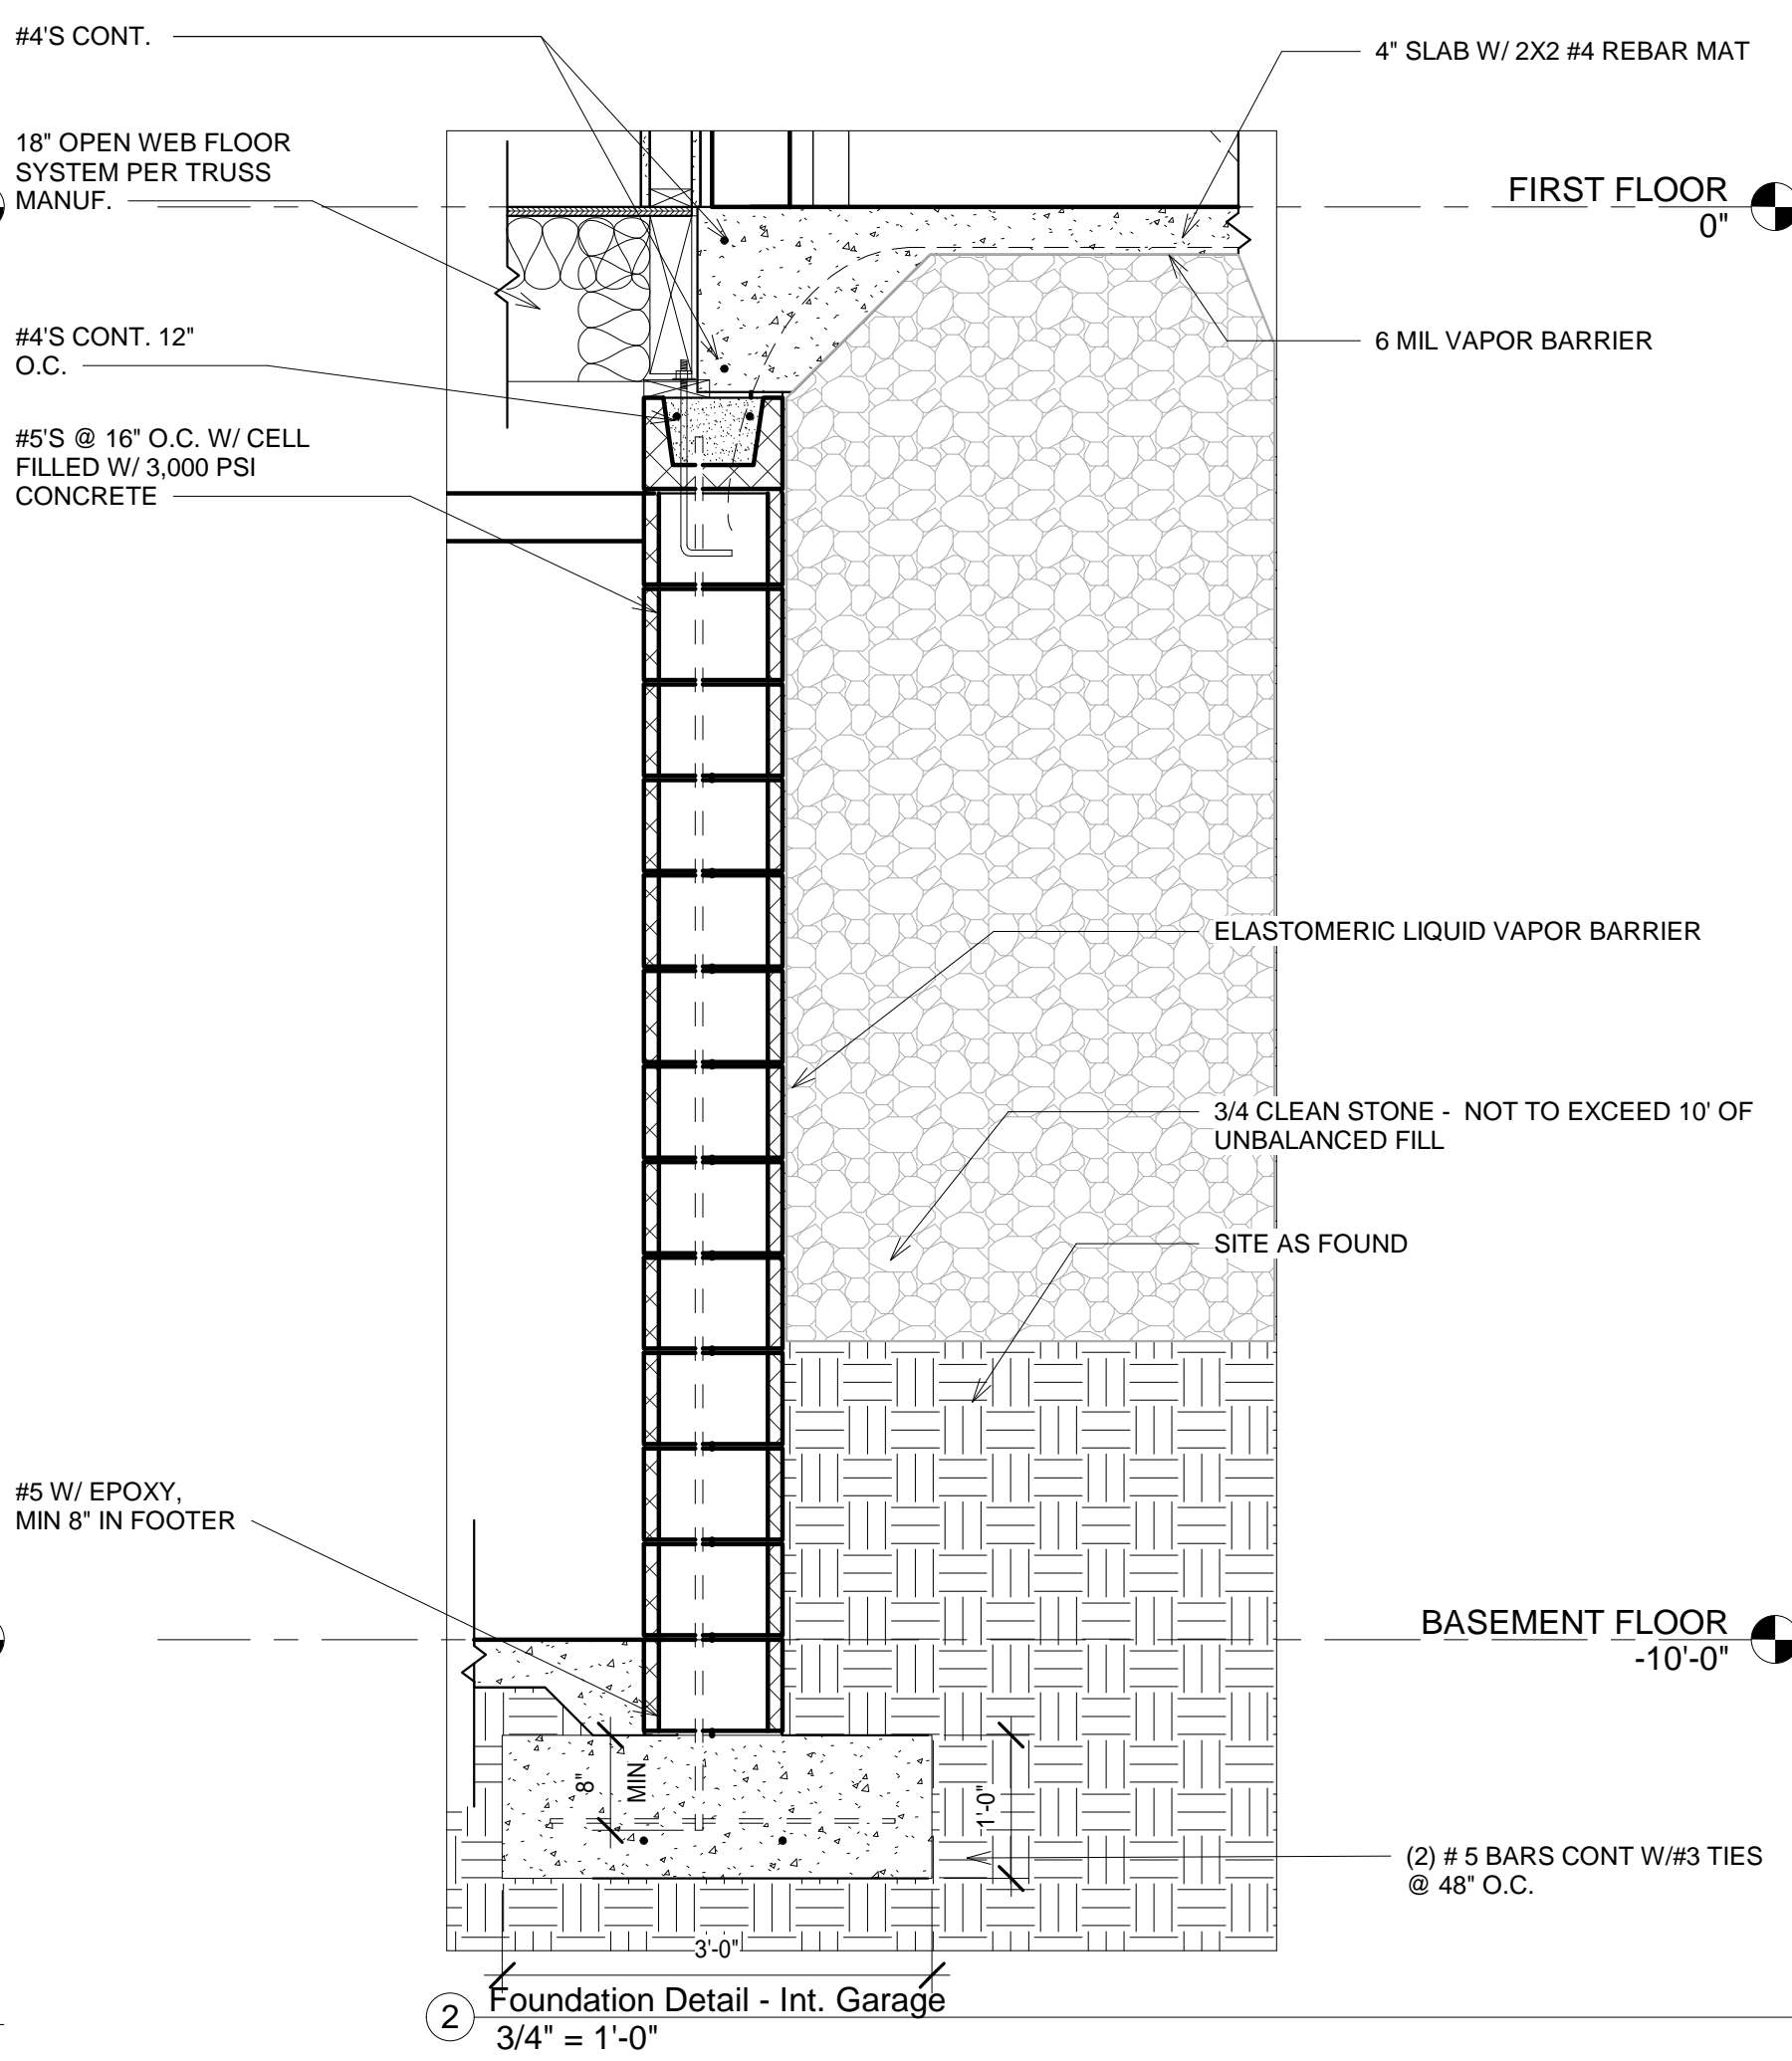 #4'S CONT.
4" SLAB W/ 2X2 #4 REBAR MAT
18" OPEN WEB FLOOR
SYSTEM PER TRUSS
MANUF.
FIRST FLOOR
0"
#4'S CONT. 12"
O.C.
6 MIL VAPOR BARRIER
#5'S @ 16" O.C. W/ CELL
FILLED W/ 3,000 PSI
CONCRETE
ELASTOMERIC LIQUID VAPOR BARRIER
3/4 CLEAN STONE - NOT TO EXCEED 10' OF
UNBALANCED FILL
SITE AS FOUND
#5 W/ EPOXY,
MIN 8" IN FOOTER
BASEMENT FLOOR
-10'-0"
8"
MIN
1'-0"
(2) # 5 BARS CONT W/#3 TIES
@ 48" O.C.
3'-0"
2
Foundation Detail - Int. Garage
3/4" = 1'-0"